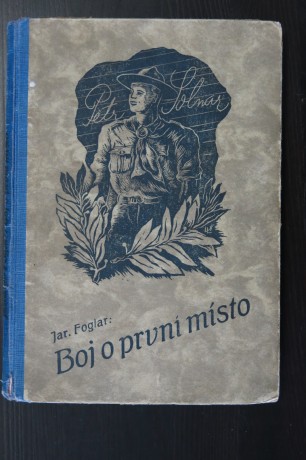 Petr Solnar
Jar. Foglar:
Boj o první místo